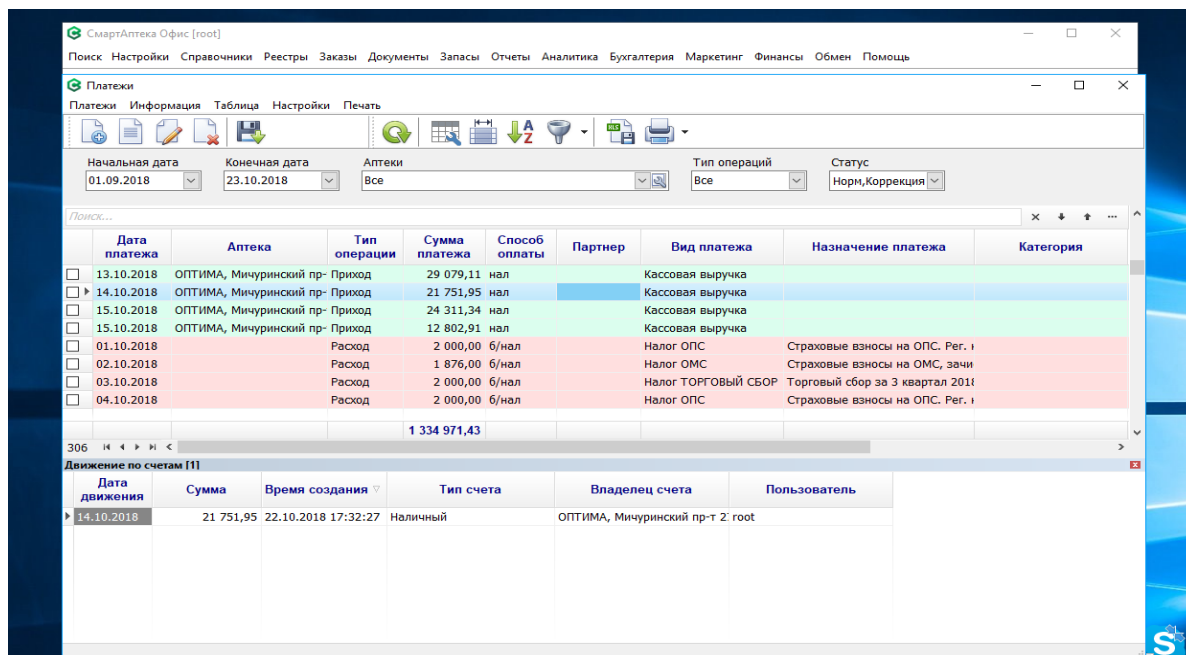 СмартАптека Офис [root]
Поиск Настройки Справочники Реестры Заказы Документы Запасы Отчеты Аналитика Бухгалтерия Маркетинг Финансы Обмен Помощь
Платежи
Платежи Информация Таблица Настройки Печать
Начальная дата Конечная дата Аптеки Тип операций Статус
01.09.2018 23.10.2018 Все Все Норм,Коррекция
Поиск...
Дата платежа Аптека Тип операции Сумма платежа Способ оплаты Партнер Вид платежа Назначение платежа Категория
13.10.2018 ОПТИМА, Мичуринский пр- Приход 29 079,11 нал Кассовая выручка
14.10.2018 ОПТИМА, Мичуринский пр- Приход 21 751,95 нал Кассовая выручка
15.10.2018 ОПТИМА, Мичуринский пр- Приход 24 311,34 нал Кассовая выручка
15.10.2018 ОПТИМА, Мичуринский пр- Приход 12 802,91 нал Кассовая выручка
01.10.2018 Расход 2 000,00 б/нал Налог ОПС Страховые взносы на ОПС. Рег.
02.10.2018 Расход 1 876,00 б/нал Налог ОМС Страховые взносы на ОМС, зачи
03.10.2018 Расход 2 000,00 б/нал Налог ТОРГОВЫЙ СБОР Торговый сбор за 3 квартал 2018
04.10.2018 Расход 2 000,00 б/нал Налог ОПС Страховые взносы на ОПС. Рег.
1 334 971,43
306
Движение по счетам [1]
Дата движения Сумма Время создания Тип счета Владелец счета Пользователь
14.10.2018 21 751,95 22.10.2018 17:32:27 Наличный ОПТИМА, Мичуринский пр-т 2 root